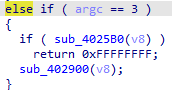 else if ( argc == 3 )
{
if ( sub_4025B0(v8) )
return 0xFFFFFFFF;
sub_402900(v8);
}